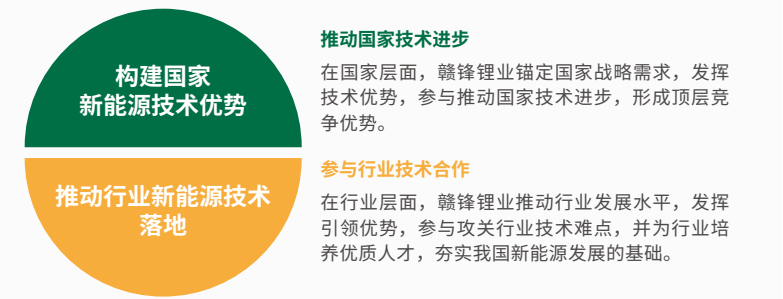 构建国家
新能源技术优势
推动国家技术进步
在国家层面，赣锋锂业锚定国家战略需求，发挥
技术优势，参与推动国家技术进步，形成顶层竞
争优势。
推动行业新能源技术
落地
参与行业技术合作
在行业层面，赣锋锂业推动行业发展水平，发挥
引领优势，参与攻关行业技术难点，并为行业培
养优质人才，夯实我国新能源发展的基础。